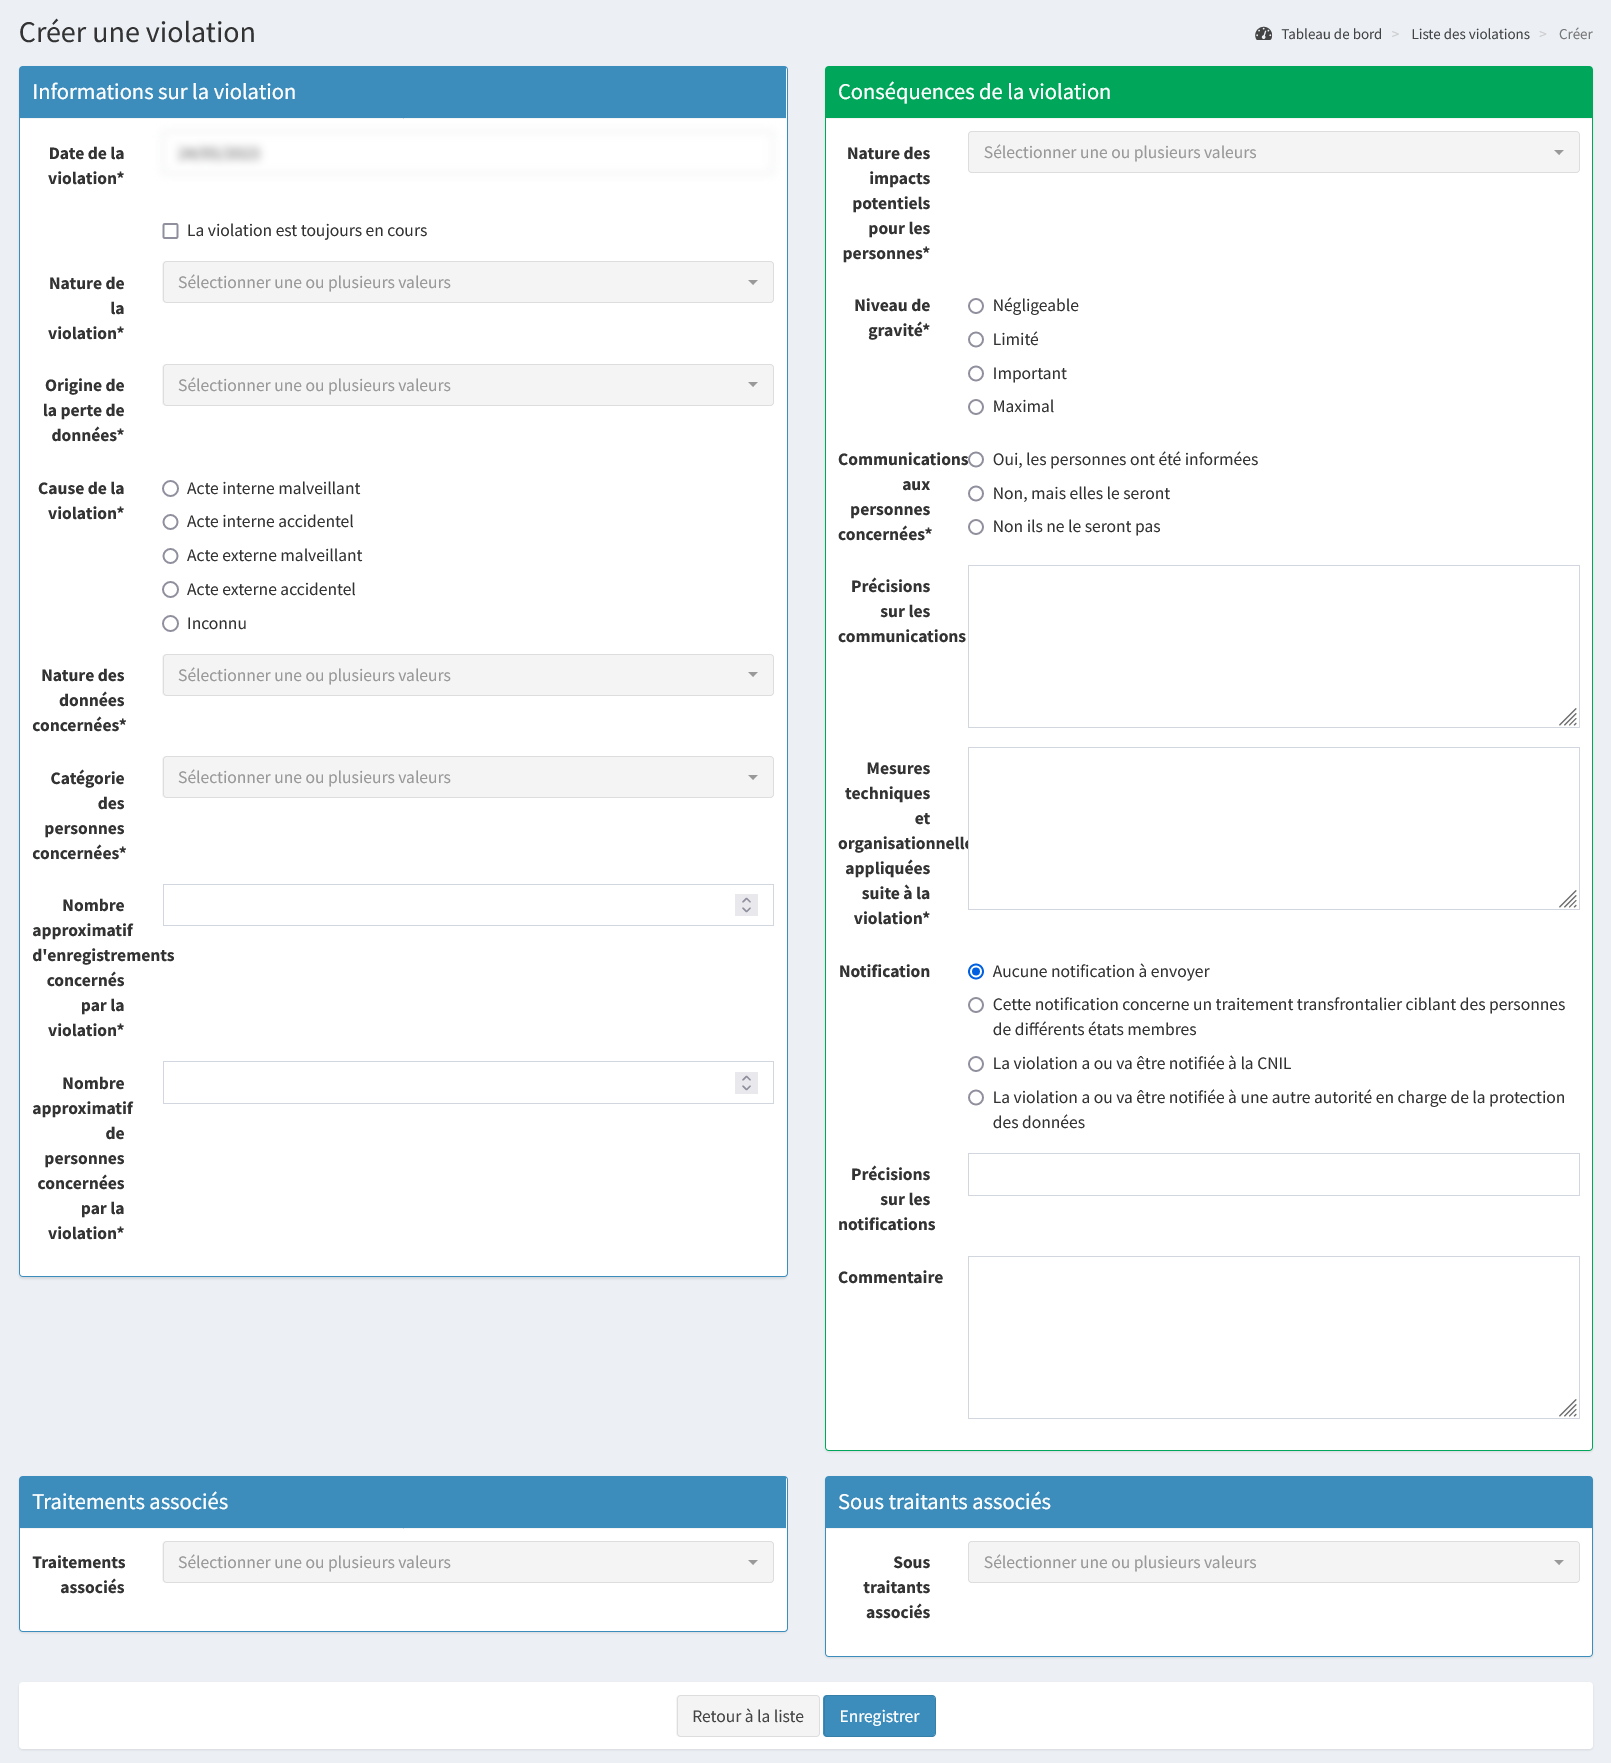 Créer une violation
Tableau de bord > Liste des violations > Créer
Informations sur la violation
Date de la
violation*
La violation est toujours en cours
Nature de
la
violation*
Sélectionner une ou plusieurs valeurs
Origine de
la perte de
données*
Sélectionner une ou plusieurs valeurs
Cause de la
violation*
Acte interne malveillant
Acte interne accidentel
Acte externe malveillant
Acte externe accidentel
Inconnu
Nature des
données
concernées*
Sélectionner une ou plusieurs valeurs
Catégorie
des
personnes
concernées*
Sélectionner une ou plusieurs valeurs
Nombre
approximatif
d'enregistrements
concernés
par la
violation*
Nombre
approximatif
de
personnes
concernées
par la
violation*
Conséquences de la violation
Nature des
impacts
potentiels
pour les
personnes*
Sélectionner une ou plusieurs valeurs
Niveau de
gravité*
Négligeable
Limité
Important
Maximal
Communications
aux
personnes
concernées*
Oui, les personnes ont été informées
Non, mais elles le seront
Non ils ne le seront pas
Précisions
sur les
communications
Mesures
techniques
et
organisationnelle
appliquées
suite à la
violation*
Notification
Aucune notification à envoyer
Cette notification concerne un traitement transfrontalier ciblant des personnes
de différents états membres
La violation a ou va être notifiée à la CNIL
La violation a ou va être notifiée à une autre autorité en charge de la protection
des données
Précisions
sur les
notifications
Commentaire
Traitements associés
Traitements
associés
Sélectionner une ou plusieurs valeurs
Sous traitants associés
Sous
traitants
associés
Sélectionner une ou plusieurs valeurs
Retour à la liste
Enregistrer